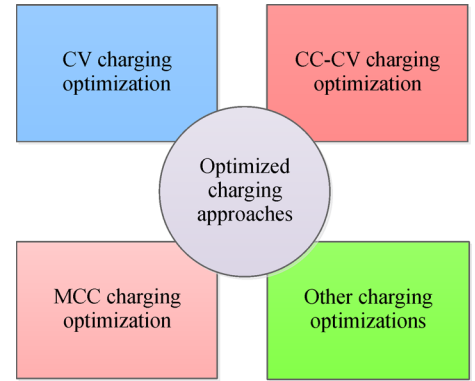 CV charging
optimization
CC-CV charging
optimization
Optimized
charging
approaches
MCC charging
optimization
Other charging
optimizations